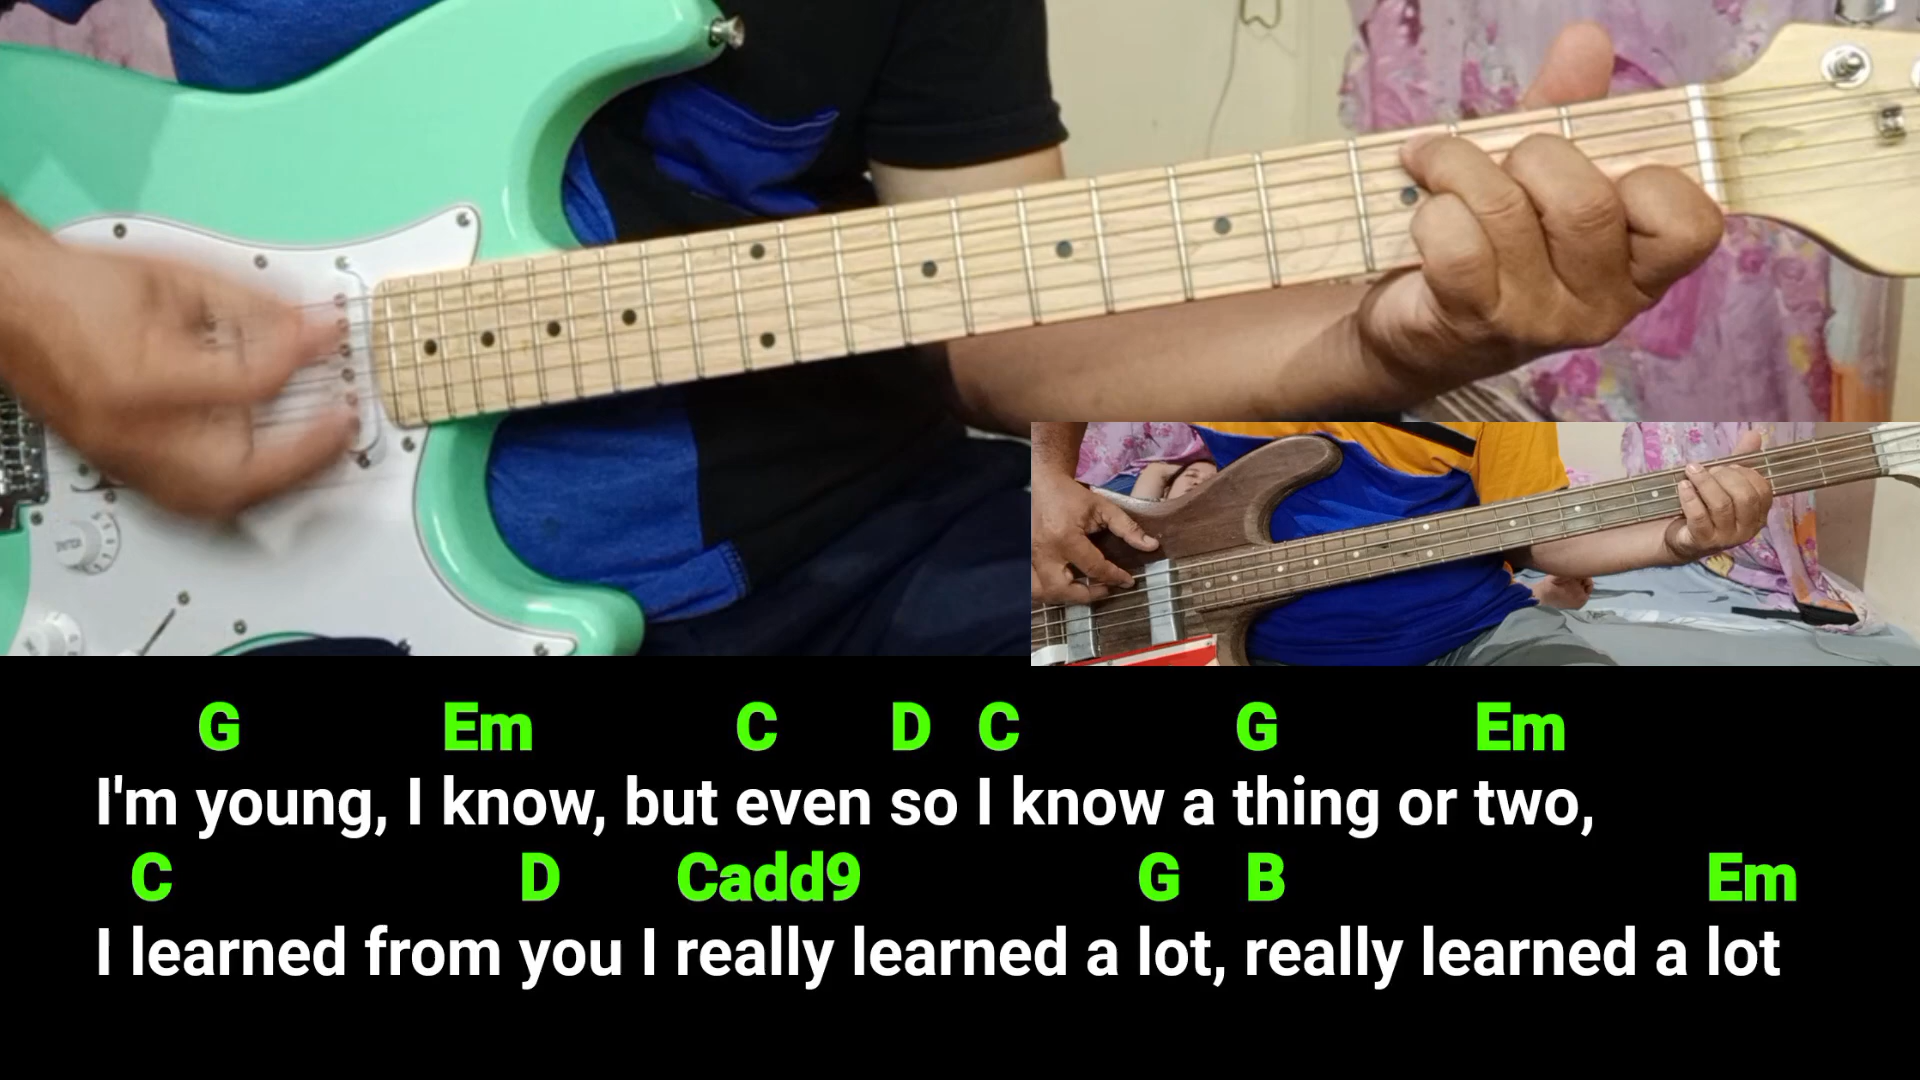 G Em C D C G Em
I'm young, I know, but even so I know a thing or two,
C D Cadd9 G B Em
I learned from you I really learned a lot, really learned a lot